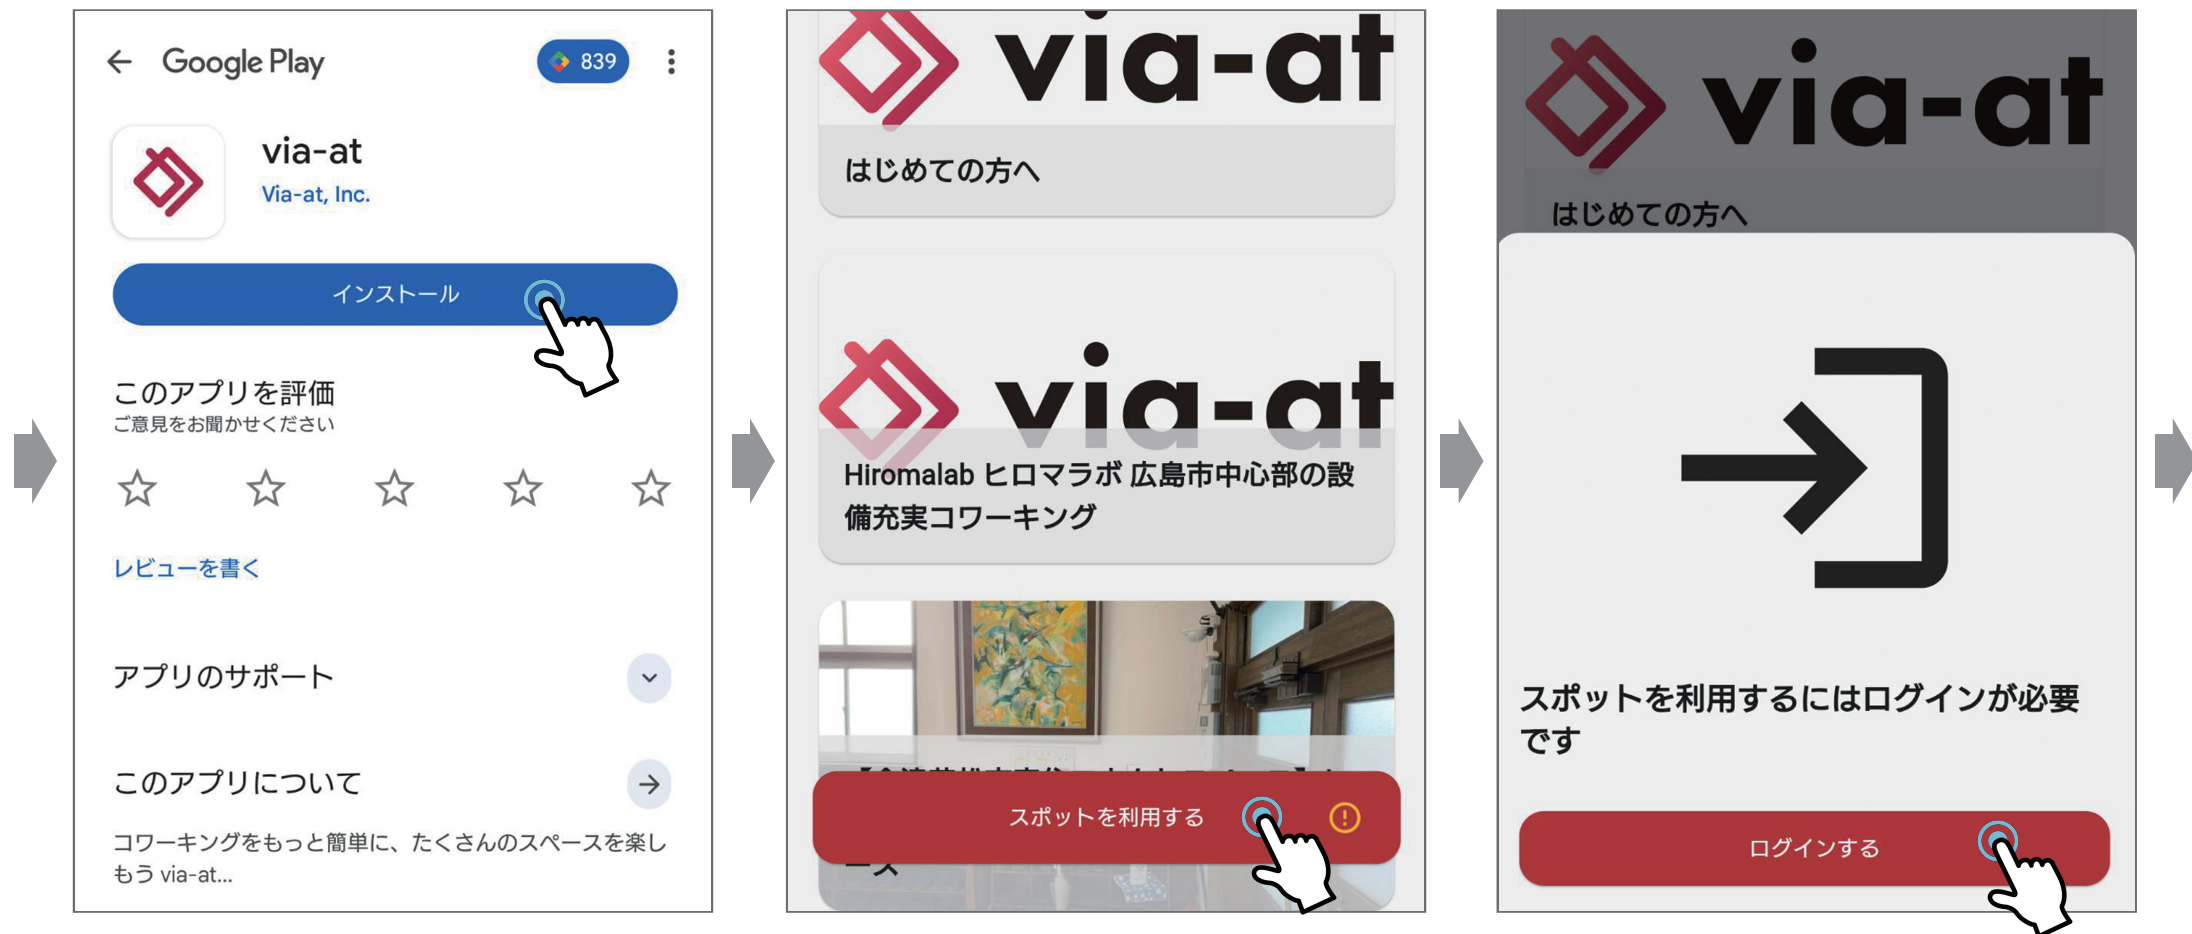 Google Play
839
via-at
Via-at, Inc.
インストール
このアプリを評価
ご意見をお聞かせください
レビューを書く
アプリのサポート
このアプリについて
コワーキングをもっと簡単に、たくさんのスペースを楽し
もう via-at...
via-at
はじめての方へ
via-at
Hiromalab ヒロマラボ 広島市中心部の設
備充実コワーキング
スポットを利用する
ース
via-at
はじめての方へ
スポットを利用するにはログインが必要
です
ログインする